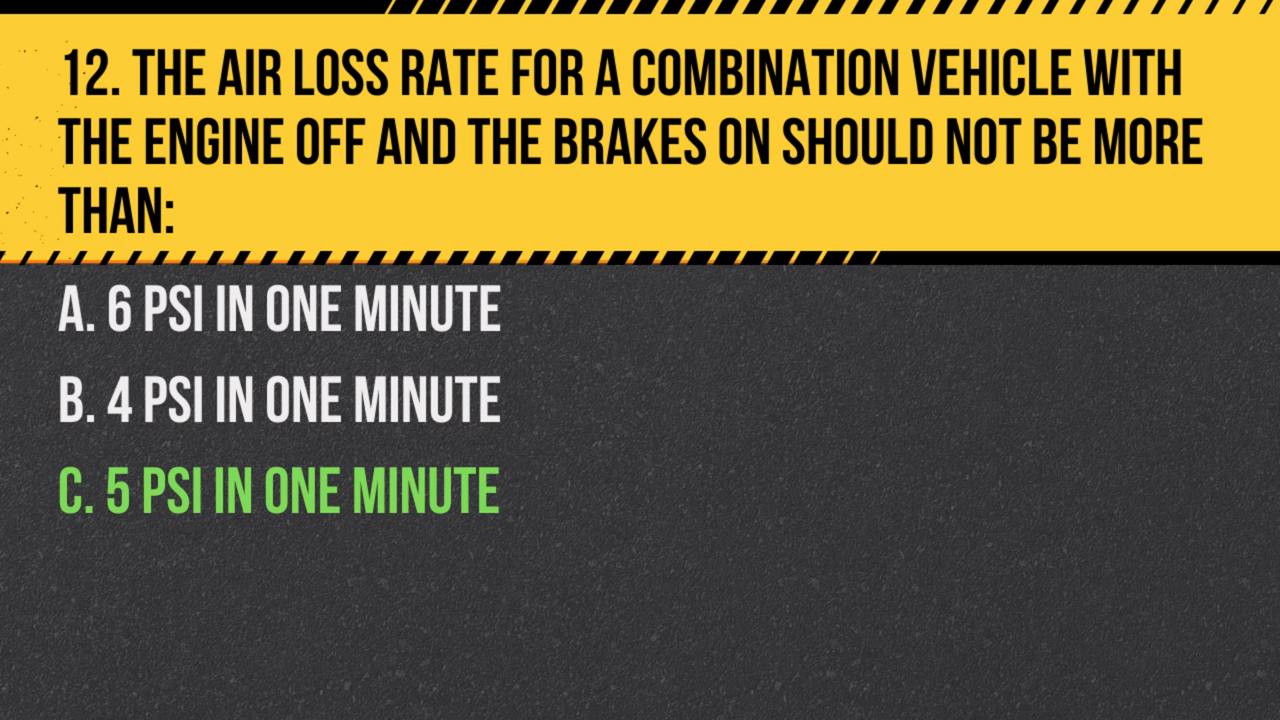 12. THE AIR LOSS RATE FOR A COMBINATION VEHICLE WITH
THE ENGINE OFF AND THE BRAKES ON SHOULD NOT BE MORE
THAN:
A. 6 PSI IN ONE MINUTE
B. 4 PSI IN ONE MINUTE
C. 5 PSI IN ONE MINUTE